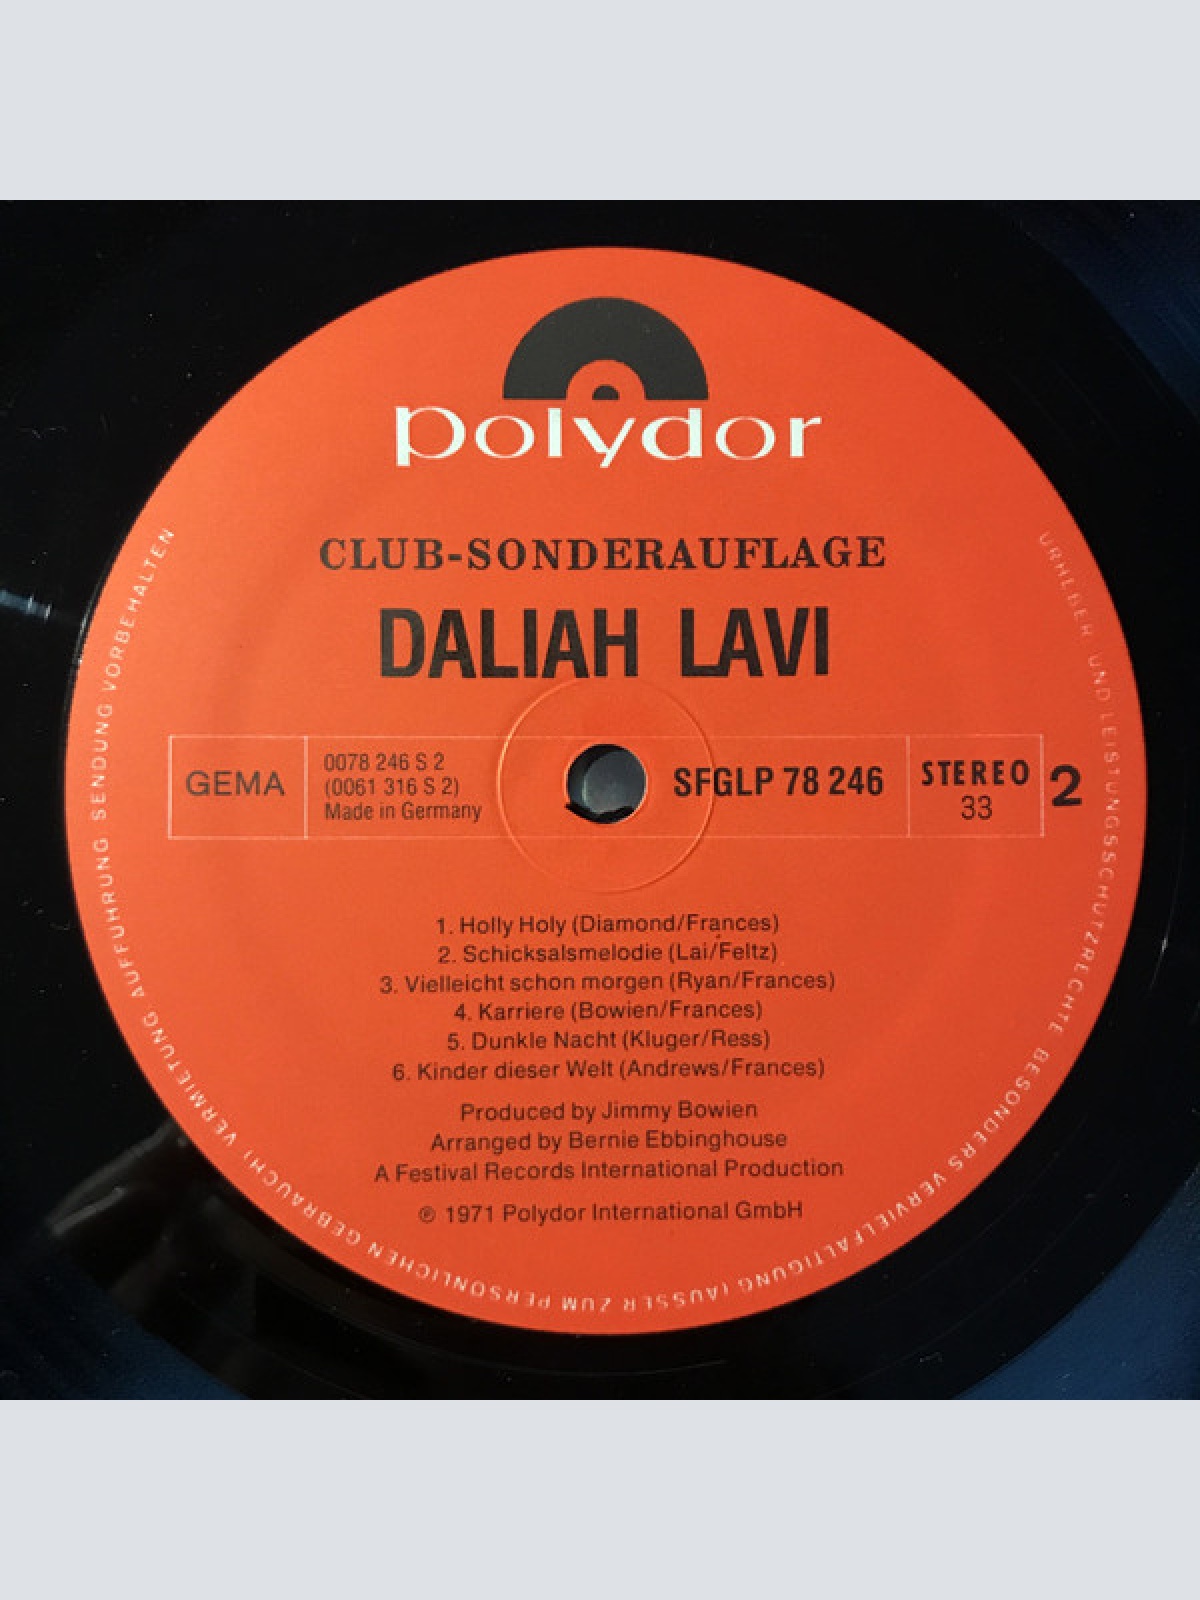 polydor
CLUB-SONDERAUFLAGE
DALIAH LAVI
GEMA
0078 246 S 2
(0061 316 S 2)
Made in Germany
SFGLP 78 246
STEREO
33
2
1. Holly Holy (Diamond/Frances)
2. Schicksalsmelodie (Lai/Feltz)
3. Vielleicht schon morgen (Ryan/Frances)
4. Karriere (Bowien/Frances)
5. Dunkle Nacht (Kluger/Ress)
6. Kinder dieser Welt (Andrews/Frances)
Produced by Jimmy Bowien
Arranged by Bernie Ebbinghouse
A Festival Records International Production
℗ 1971 Polydor International GmbH
URHEBER UND LEISTUNGSSCHUTZRECHTE BESONDERS VERVIELFÄLTIGUNG (AUSSER ZUM PERSÖNLICHEN GEBRAUCH) VERMIETUNG AUFFÜHRUNG SENDUNG VORBEHALTEN